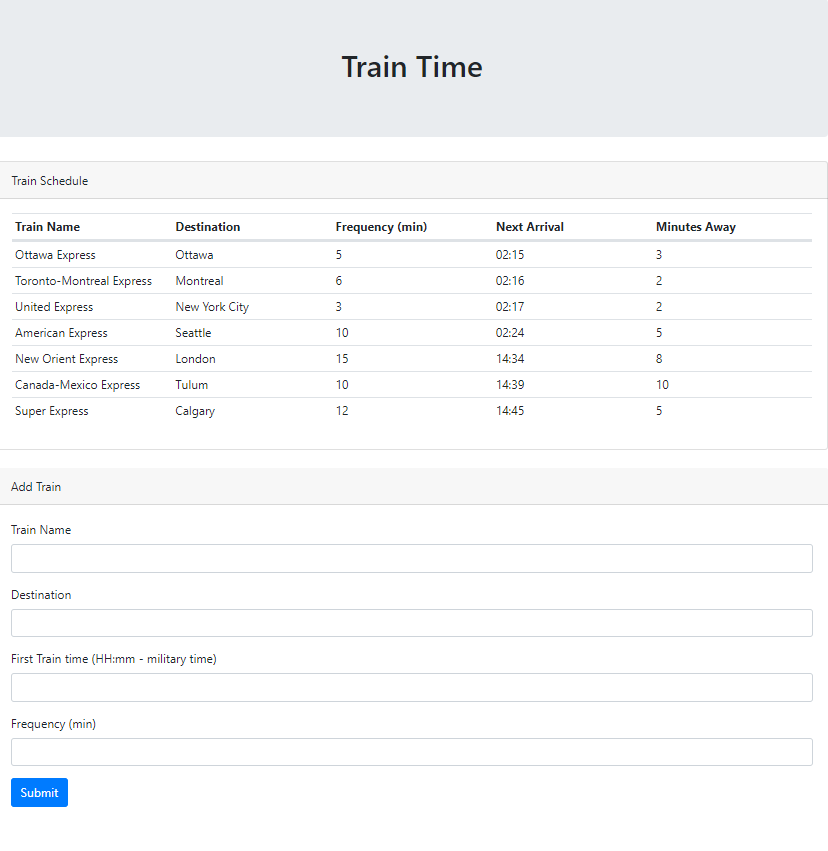 Train Time
Train Schedule
Train Name Destination Frequency (min) Next Arrival Minutes Away
Ottawa Express Ottawa 5 02:15 3
Toronto-Montreal Express Montreal 6 02:16 2
United Express New York City 3 02:17 2
American Express Seattle 10 02:24 5
New Orient Express London 15 14:34 8
Canada-Mexico Express Tulum 10 14:39 10
Super Express Calgary 12 14:45 5
Add Train
Train Name
Destination
First Train time (HH:mm - military time)
Frequency (min)
Submit